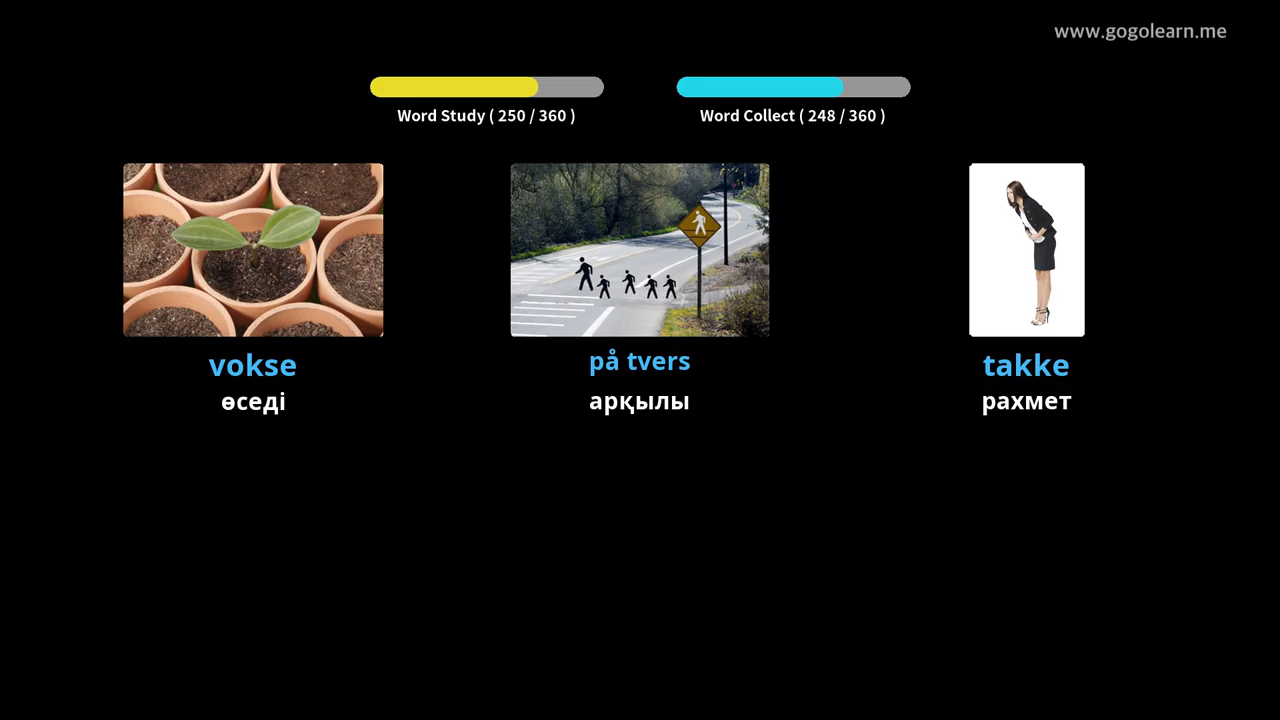 www.gogolearn.me
Word Study ( 250 / 360 )
Word Collect ( 248 / 360 )
vokse
på tvers
takke
өседі
арқылы
рахмет